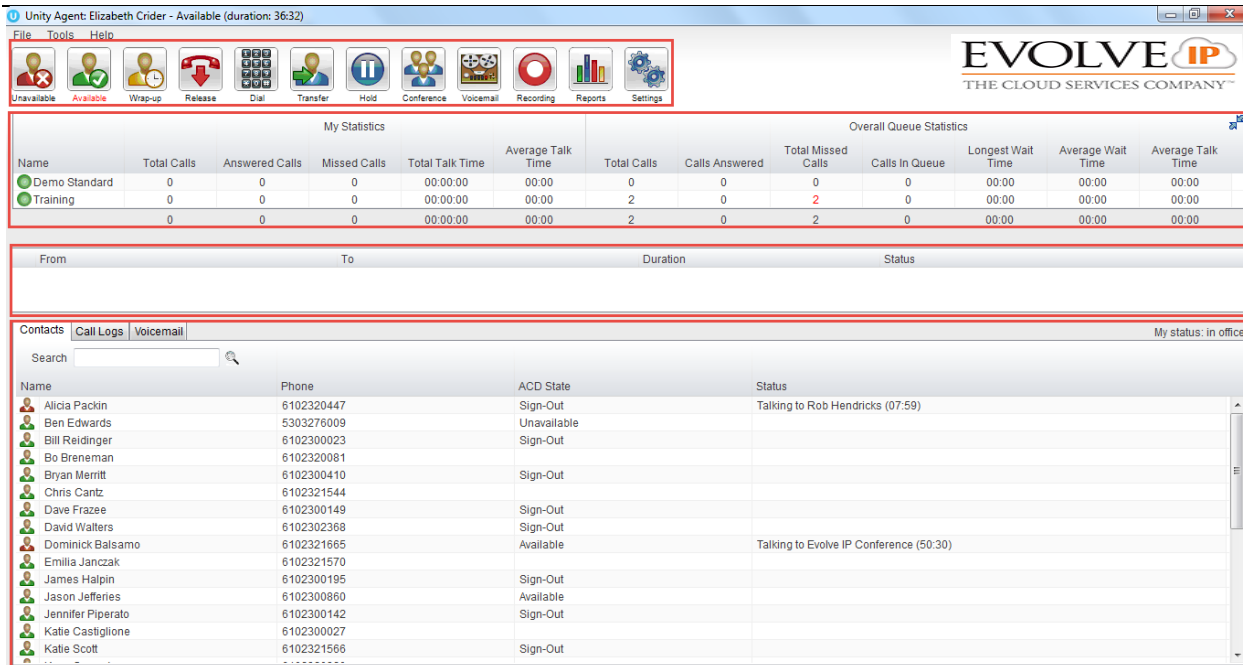 Unity Agent: Elizabeth Crider - Available (duration: 36:32)
File Tools Help
EVOLVE IP
THE CLOUD SERVICES COMPANY™
Unavailable Available Wrap-up Release Dial Transfer Hold Conference Voicemail Recording Reports Settings
My Statistics Overall Queue Statistics
Name Total Calls Answered Calls Missed Calls Total Talk Time Average Talk Time Total Calls Calls Answered Total Missed Calls Calls In Queue Longest Wait Time Average Wait Time Average Talk Time
Demo Standard 0 0 0 00:00:00 00:00 0 0 0 0 00:00 00:00 00:00
Training 0 0 0 00:00:00 00:00 2 0 2 0 00:00 00:00 00:00
0 0 0 00:00:00 00:00 2 0 2 0 00:00 00:00 00:00
From To Duration Status
Contacts Call Logs Voicemail My status: in office
Search
Name Phone ACD State Status
Alicia Packin 6102320447 Sign-Out Talking to Rob Hendricks (07:59)
Ben Edwards 5303276009 Unavailable
Bill Reidinger 6102300023 Sign-Out
Bo Breneman 6102320081
Bryan Merritt 6102300410 Sign-Out
Chris Cantz 6102321544
Dave Frazee 6102300149 Sign-Out
David Walters 6102302368 Sign-Out
Dominick Balsamo 6102321665 Available Talking to Evolve IP Conference (50:30)
Emilia Janczak 6102321570
James Halpin 6102300195 Sign-Out
Jason Jefferies 6102300860 Available
Jennifer Piperato 6102300142 Sign-Out
Katie Castiglione 6102300027
Katie Scott 6102321566 Sign-Out